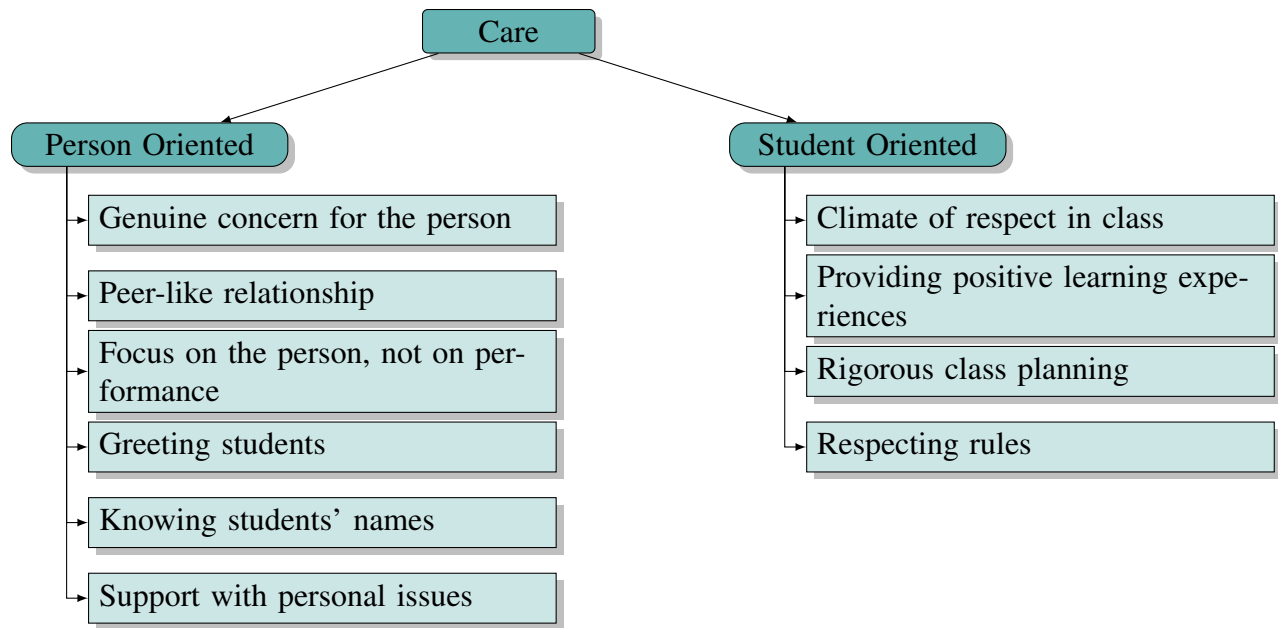 Care
Person Oriented
Genuine concern for the person
Peer-like relationship
Focus on the person, not on per-
formance
Greeting students
Knowing students’ names
Support with personal issues
Student Oriented
Climate of respect in class
Providing positive learning expe-
riences
Rigorous class planning
Respecting rules